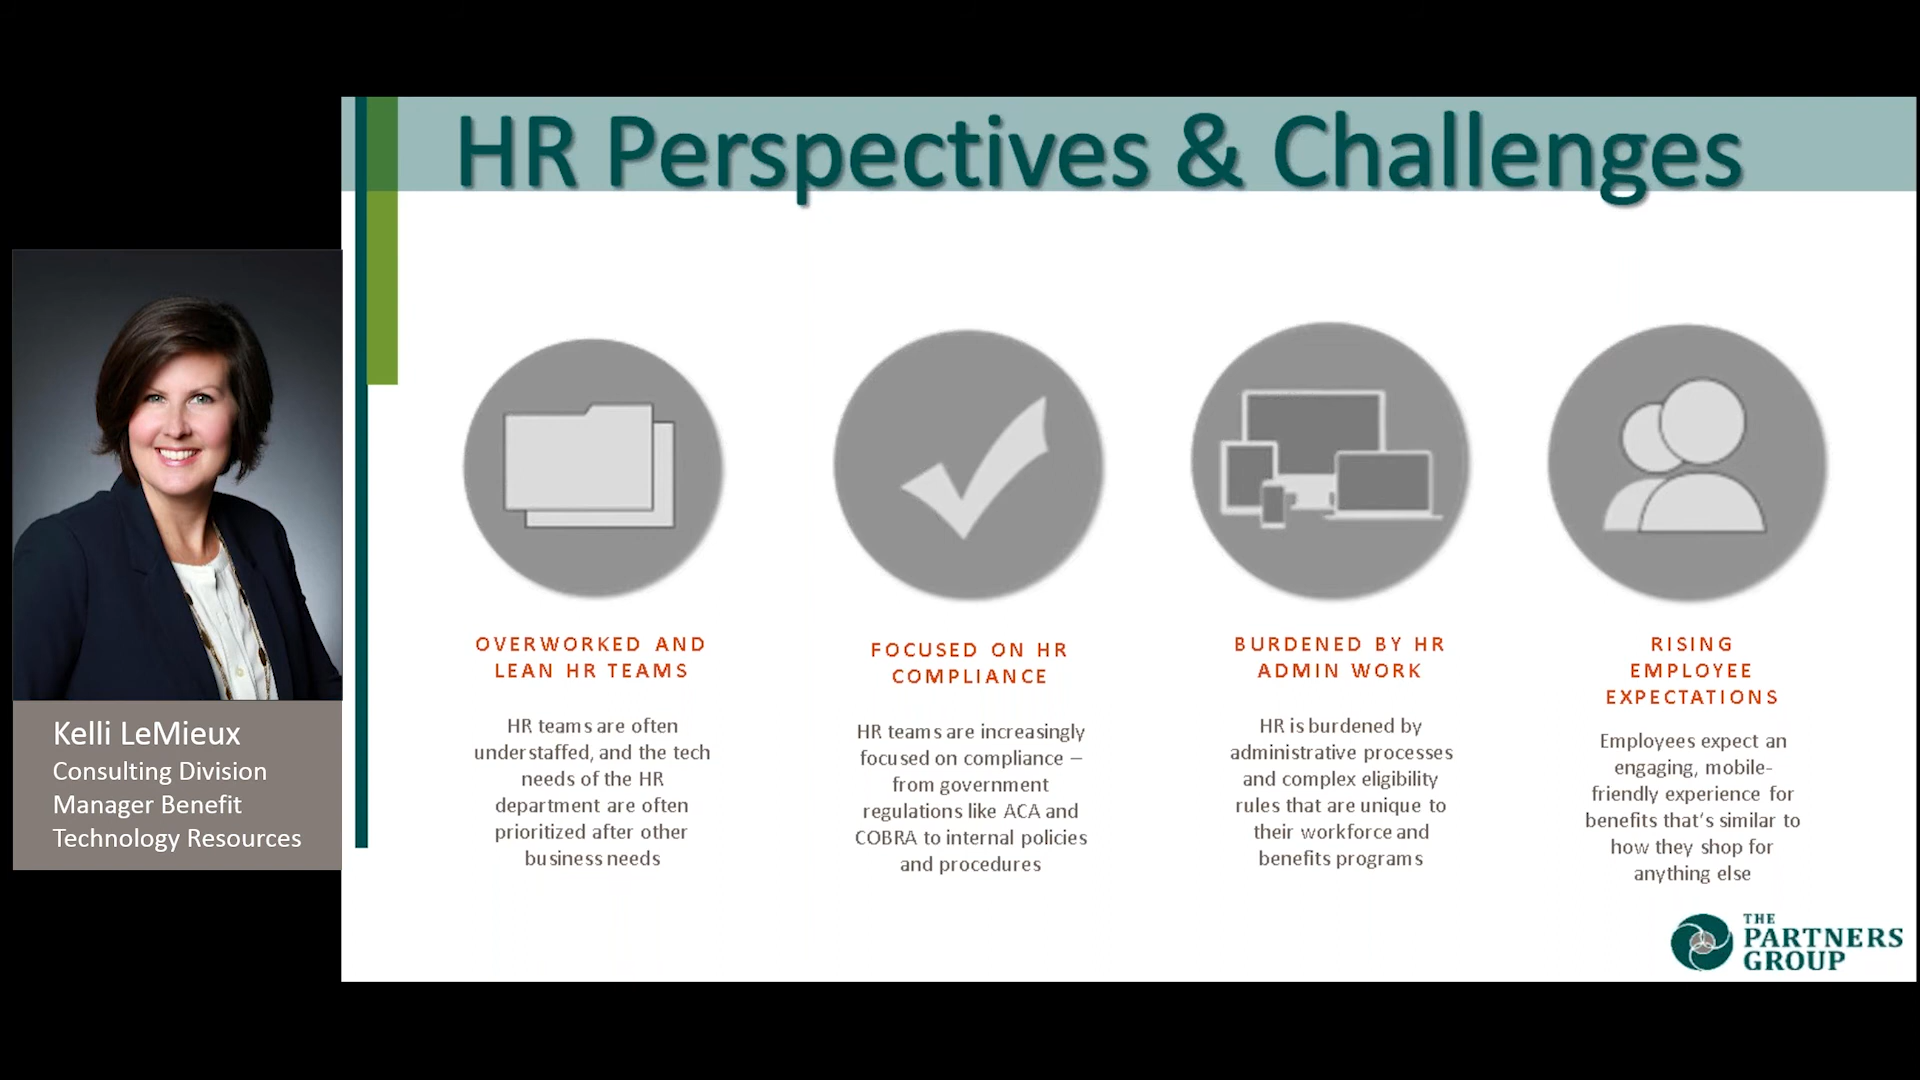 HR Perspectives & Challenges
Kelli LeMieux
Consulting Division
Manager Benefit
Technology Resources
OVERWORKED AND
LEAN HR TEAMS
HR teams are often
understaffed, and the tech
needs of the HR
department are often
prioritized after other
business needs
FOCUSED ON HR
COMPLIANCE
HR teams are increasingly
focused on compliance –
from government
regulations like ACA and
COBRA to internal policies
and procedures
BURDENED BY HR
ADMIN WORK
HR is burdened by
administrative processes
and complex eligibility
rules that are unique to
their workforce and
benefits programs
RISING
EMPLOYEE
EXPECTATIONS
Employees expect an
engaging, mobile-
friendly experience for
benefits that's similar to
how they shop for
anything else
THE
PARTNERS
GROUP